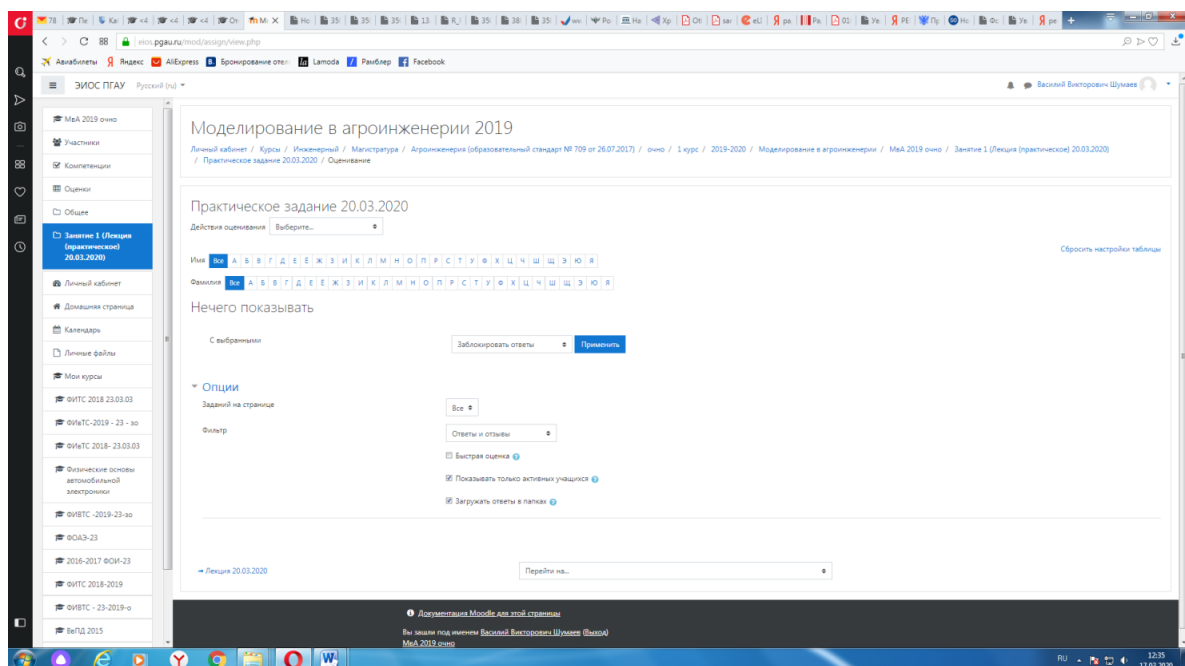 eios.pgau.ru/mod/assign/view.php
Авиабилеты Яндекс AliExpress Бронирование отел Lamoda Рамблер Facebook
ЭИОС ПГАУ Русский (ru)
Василий Викторович Шумаев
МвА 2019 очно
Участники
Компетенции
Оценки
Общее
Занятие 1 (Лекция
(практическое)
20.03.2020)
Личный кабинет
Домашняя страница
Календарь
Личные файлы
Мои курсы
ФИТС 2018 23.03.03
ФИвТС-2019 - 23 - зо
ФИвТС 2018- 23.03.03
Физические основы
автомобильной
электроники
ФИВТС -2019-23-зо
ФОАЭ-23
2016-2017 ФОИ-23
ФИТС 2018-2019
ФИВТС - 23-2019-о
ВеПД 2015
Моделирование в агроинженерии 2019
Личный кабинет / Курсы / Инженерный / Магистратура / Агроинженерия (образовательный стандарт № 709 от 26.07.2017) / очно / 1 курс / 2019-2020 / Моделирование в агроинженерии / МвА 2019 очно / Занятие 1 (Лекция (практическое) 20.03.2020)
/ Практическое задание 20.03.2020 / Оценивание
Практическое задание 20.03.2020
Действия оценивания Выберите...
Сбросить настройки таблицы
Имя Все А Б В Г Д Е Ё Ж З И К Л М Н О П Р С Т У Ф Х Ц Ч Ш Щ Э Ю Я
Фамилия Все А Б В Г Д Е Ё Ж З И К Л М Н О П Р С Т У Ф Х Ц Ч Ш Щ Э Ю Я
Нечего показывать
С выбранными Заблокировать ответы Применить
Опции
Заданий на странице Все
Фильтр Ответы и отзывы
Быстрая оценка
Показывать только активных учащихся
Загружать ответы в папках
Лекция 20.03.2020 Перейти на...
Документация Moodle для этой страницы
Вы зашли под именем Василий Викторович Шумаев (Выход)
МвА 2019 очно
RU 12:35
17.03.2020